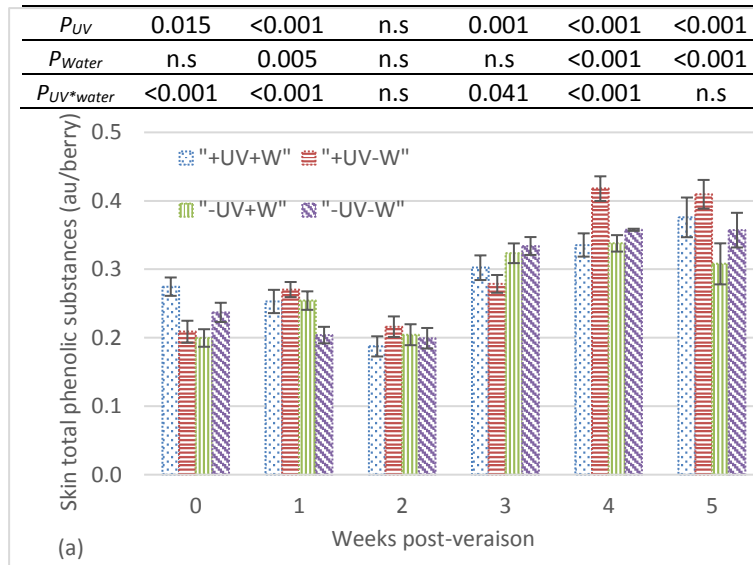 P_UV 0.015 <0.001 n.s 0.001 <0.001 <0.001
P_Water n.s 0.005 n.s n.s <0.001 <0.001
P_UV*water <0.001 <0.001 n.s 0.041 <0.001 n.s
Skin total phenolic substances (au/berry)
0.5
0.4
0.3
0.2
0.1
0.0
"+UV+W" "+UV-W"
"-UV+W" "-UV-W"
0 1 2 3 4 5
Weeks post-veraison
(a)